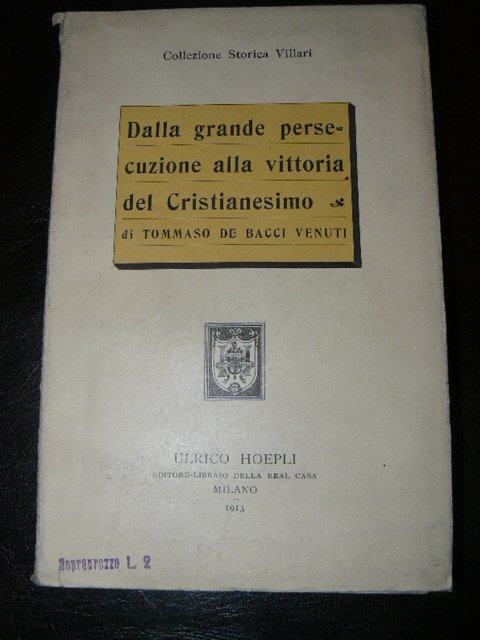 Collezione Storica Villari
Dalla grande perse-
cuzione alla vittoria
del Cristianesimo
di TOMMASO DE BACCI VENUTI
ULRICO HOEPLI
EDITORE-LIBRAIO DELLA REAL CASA
MILANO
1913
Sopraprezzo L. 2